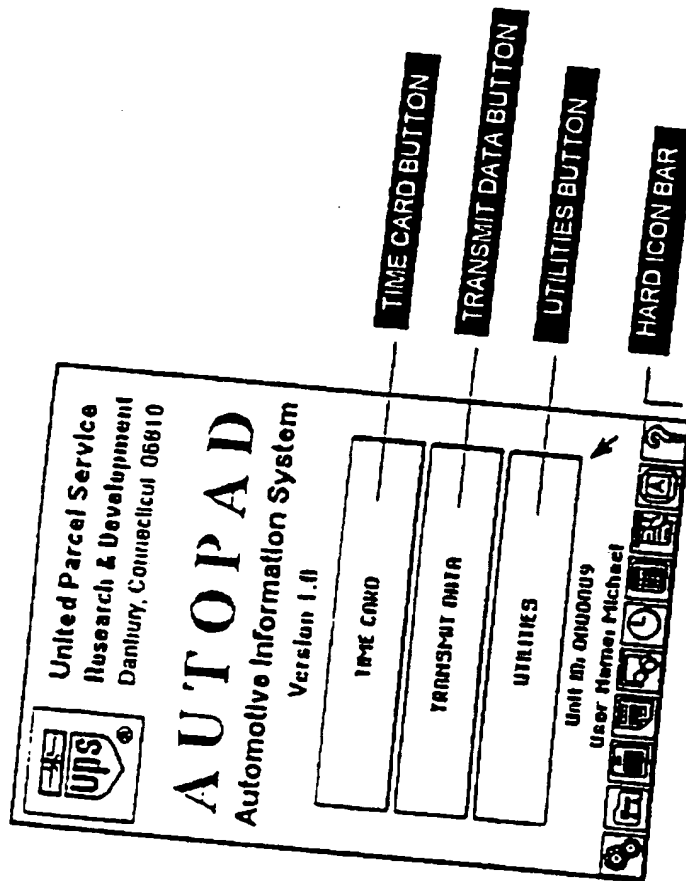 ups
®
United Parcel Service
Research & Development
Danbury, Connecticut 06810
AUTOPAD
Automotive Information System
Version 1.0
TIME CARD
TRANSMIT DATA
UTILITIES
Unit ID: 00000009
User Name: Michael
?
TIME CARD BUTTON
TRANSMIT DATA BUTTON
UTILITIES BUTTON
HARD ICON BAR